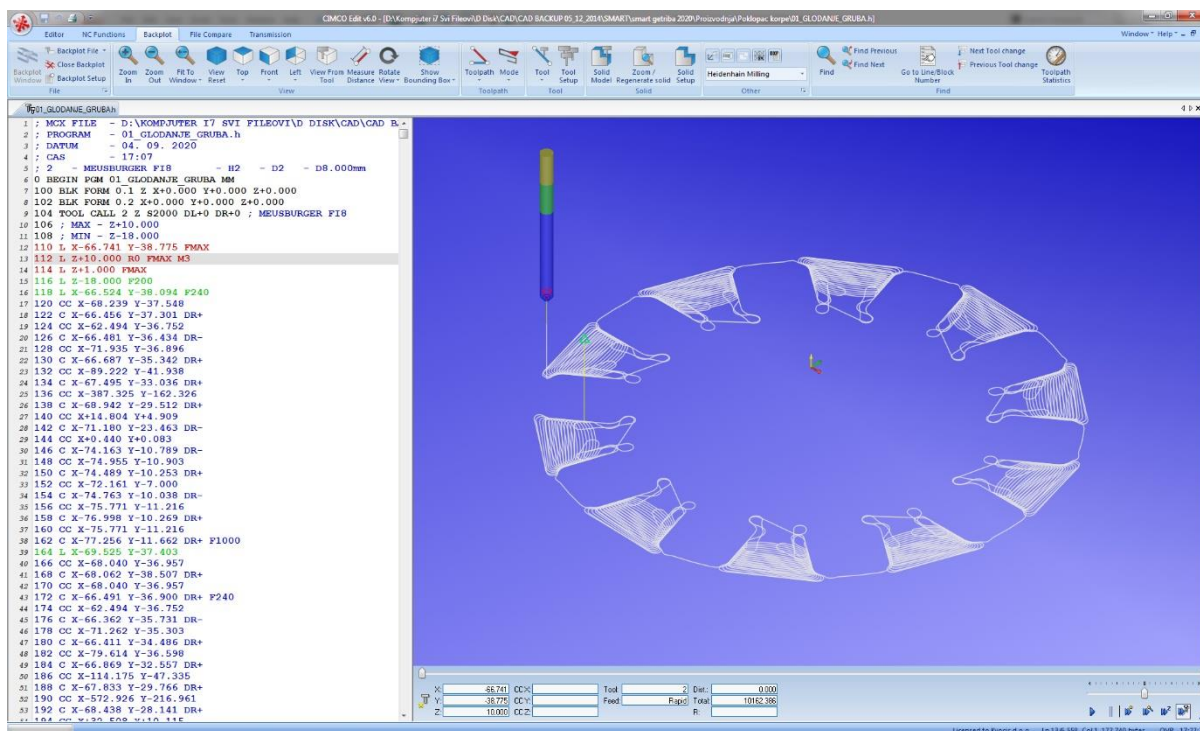 CIMCO Edit v6.0 - [D:\Kompjuter i7 Svi Fileovi\D Disk\CAD\CAD BACKUP 05_12_2014\SMART\smart getriba 2020\Proizvodnja\Poklopac korpe\01_GLODANJE_GRUBA.h]
Editor NC Functions Backplot File Compare Transmission Window Help
Backplot Window Backplot File Close Backplot Backplot Setup
Zoom In Zoom Out Fit To Window View Reset Top Front Left View From Tool Measure Distance Rotate View Show Bounding Box
Toolpath Mode Tool Tool Setup Solid Model Zoom / Regenerate solid Solid Setup Heidenhain Milling
Find Find Previous Find Next Go to Line/Block Number Next Tool change Previous Tool change Toolpath Statistics
File View Toolpath Tool Solid Other Find
01_GLODANJE_GRUBA.h
1 ; MCX FILE - D:\KOMPJUTER I7 SVI FILEOVI\D DISK\CAD\CAD B
2 ; PROGRAM - 01_GLODANJE_GRUBA.h
3 ; DATUM - 04. 09. 2020
4 ; CAS - 17:07
5 ; 2 - MEUSBURGER FI8 - H2 - D2 - D8.000mm
6 0 BEGIN PGM 01_GLODANJE_GRUBA MM
7 100 BLK FORM 0.1 Z X+0.000 Y+0.000 Z+0.000
8 102 BLK FORM 0.2 X+0.000 Y+0.000 Z+0.000
9 104 TOOL CALL 2 Z S2000 DL+0 DR+0 ; MEUSBURGER FI8
10 106 ; MAX - Z+10.000
11 108 ; MIN - Z-18.000
12 110 L X-66.741 Y-38.775 FMAX
13 112 L Z+10.000 R0 FMAX M3
14 114 L Z+1.000 FMAX
15 116 L Z-18.000 F200
16 118 L X-66.524 Y-38.094 F240
17 120 CC X-68.239 Y-37.548
18 122 C X-66.456 Y-37.301 DR+
19 124 CC X-62.494 Y-36.752
20 126 C X-66.481 Y-36.434 DR-
21 128 CC X-71.935 Y-36.896
22 130 C X-66.687 Y-35.342 DR+
23 132 CC X-89.222 Y-41.938
24 134 C X-67.495 Y-33.036 DR+
25 136 CC X-387.325 Y-162.326
26 138 C X-68.942 Y-29.512 DR+
27 140 CC X+14.804 Y+4.909
28 142 C X-71.180 Y-23.463 DR-
29 144 CC X+0.440 Y+0.083
30 146 C X-74.163 Y-10.789 DR-
31 148 CC X-74.955 Y-10.903
32 150 C X-74.489 Y-10.253 DR+
33 152 CC X-72.161 Y-7.000
34 154 C X-74.763 Y-10.038 DR-
35 156 CC X-75.771 Y-11.216
36 158 C X-76.998 Y-10.269 DR+
37 160 CC X-75.771 Y-11.216
38 162 C X-77.256 Y-11.662 DR+ F1000
39 164 L X-69.525 Y-37.403
40 166 CC X-68.040 Y-36.957
41 168 C X-68.062 Y-38.507 DR+
42 170 CC X-68.040 Y-36.957
43 172 C X-66.491 Y-36.900 DR+ F240
44 174 CC X-62.494 Y-36.752
45 176 C X-66.362 Y-35.731 DR-
46 178 CC X-71.262 Y-35.303
47 180 C X-66.411 Y-34.486 DR+
48 182 CC X-79.614 Y-36.598
49 184 C X-66.869 Y-32.557 DR+
50 186 CC X-114.175 Y-47.335
51 188 C X-67.833 Y-29.766 DR+
52 190 CC X-572.926 Y-216.961
53 192 C X-68.438 Y-28.141 DR+
X: -66.741 CC X: Tool: 2 Dist.: 0.000
Y: -38.775 CC Y: Feed: Rapid Total: 10162.386
Z: 10.000 CC Z: R: